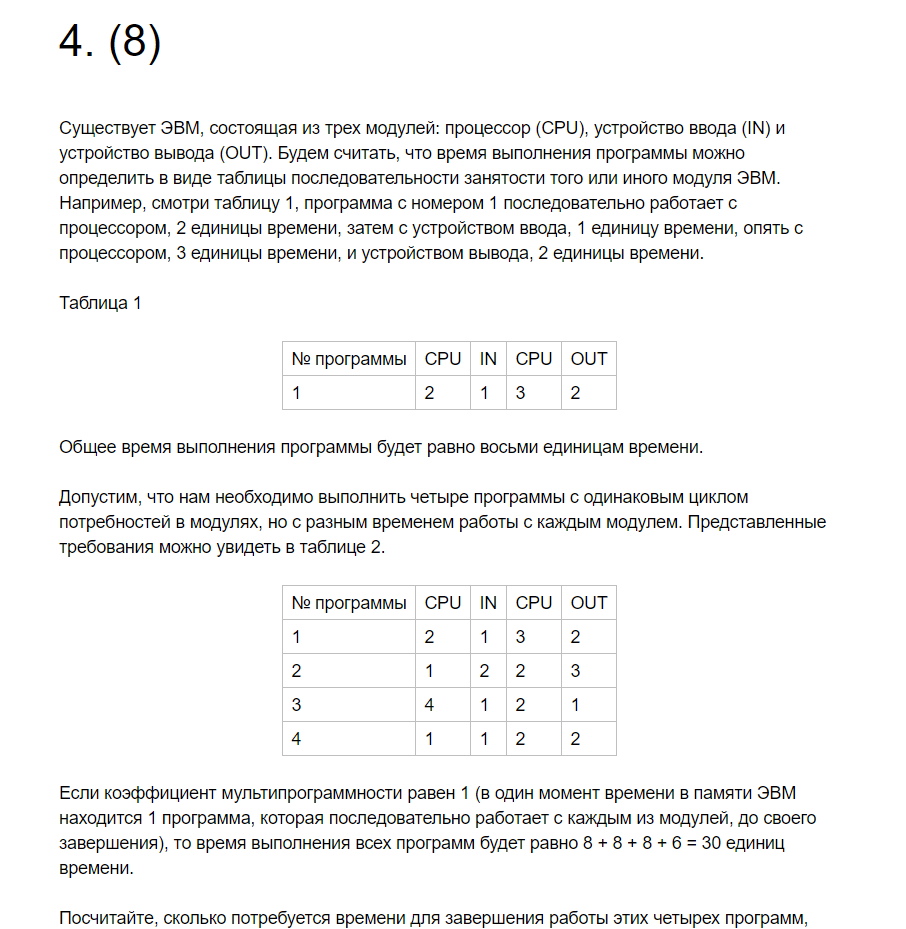 4. (8)
Существует ЭВМ, состоящая из трех модулей: процессор (CPU), устройство ввода (IN) и
устройство вывода (OUT). Будем считать, что время выполнения программы можно
определить в виде таблицы последовательности занятости того или иного модуля ЭВМ.
Например, смотри таблицу 1, программа с номером 1 последовательно работает с
процессором, 2 единицы времени, затем с устройством ввода, 1 единицу времени, опять с
процессором, 3 единицы времени, и устройством вывода, 2 единицы времени.
Таблица 1
№ программы CPU IN CPU OUT
1 2 1 3 2
Общее время выполнения программы будет равно восьми единицам времени.
Допустим, что нам необходимо выполнить четыре программы с одинаковым циклом
потребностей в модулях, но с разным временем работы с каждым модулем. Представленные
требования можно увидеть в таблице 2.
№ программы CPU IN CPU OUT
1 2 1 3 2
2 1 2 2 3
3 4 1 2 1
4 1 1 2 2
Если коэффициент мультипрограммности равен 1 (в один момент времени в памяти ЭВМ
находится 1 программа, которая последовательно работает с каждым из модулей, до своего
завершения), то время выполнения всех программ будет равно 8 + 8 + 8 + 6 = 30 единиц
времени.
Посчитайте, сколько потребуется времени для завершения работы этих четырех программ,